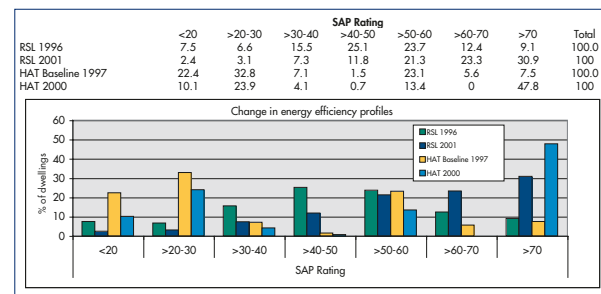 SAP Rating
<20 >20-30 >30-40 >40-50 >50-60 >60-70 >70 Total
RSL 1996 7.5 6.6 15.5 25.1 23.7 12.4 9.1 100.0
RSL 2001 2.4 3.1 7.3 11.8 21.3 23.3 30.9 100
HAT Baseline 1997 22.4 32.8 7.1 1.5 23.1 5.6 7.5 100.0
HAT 2000 10.1 23.9 4.1 0.7 13.4 0 47.8 100
Change in energy efficiency profiles
% of dwellings
60
50
40
30
20
10
0
RSL 1996
RSL 2001
HAT Baseline 1997
HAT 2000
<20 >20-30 >30-40 >40-50 >50-60 >60-70 >70
SAP Rating